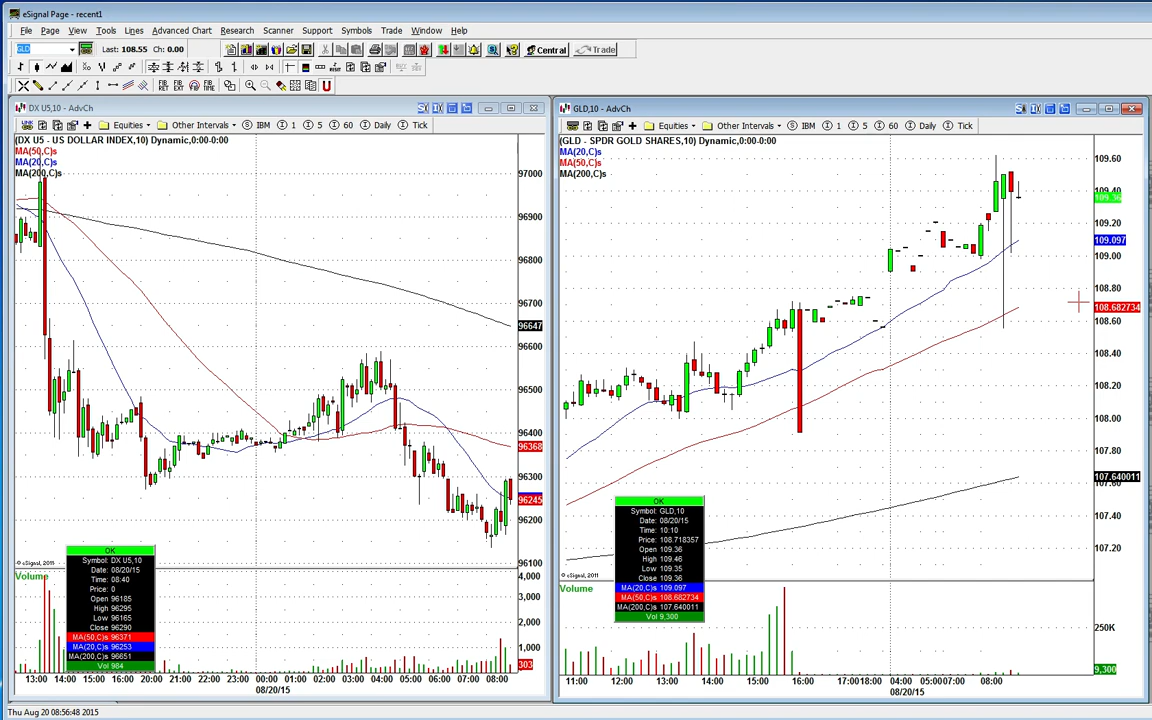 eSignal Page - recent1
File Page View Tools Lines Advanced Chart Research Scanner Support Symbols Trade Window Help
GLD Last: 108.55 Ch: 0.00 Central Trade
DX U5,10 - AdvCh
Equities Other Intervals IBM 1 5 60 Daily Tick
(DX U5 - US DOLLAR INDEX,10) Dynamic,0:00-0:00
MA(50,C)s
MA(20,C)s
MA(200,C)s
97000
96900
96800
96700
96647
96600
96500
96400
96368
96300
96245
96200
96100
© eSignal, 2011
Volume
4,000
3,000
2,000
1,000
303
OK
Symbol: DX U5,10
Date: 08/20/15
Time: 08:40
Price: 0
Open 96185
High 96295
Low 96165
Close 96290
MA(50,C)s 96371
MA(20,C)s 96253
MA(200,C)s 96651
Vol 984
13:00 14:00 15:00 16:00 17:00 20:00 21:00 22:00 23:00 00:00 01:00 02:00 03:00 04:00 05:00 06:00 07:00 08:00
08/20/15
GLD,10 - AdvCh
Equities Other Intervals IBM 1 5 60 Daily Tick
(GLD - SPDR GOLD SHARES,10) Dynamic,0:00-0:00
MA(20,C)s
MA(50,C)s
MA(200,C)s
109.60
109.40
109.36
109.20
109.097
109.00
108.80
108.682734
108.60
108.40
108.20
108.00
107.80
107.640011
107.40
107.20
© eSignal, 2011
Volume
250K
9,300
OK
Symbol: GLD,10
Date: 08/20/15
Time: 10:10
Price: 108.718357
Open 109.36
High 109.46
Low 109.35
Close 109.36
MA(20,C)s 109.097
MA(50,C)s 108.682734
MA(200,C)s 107.640011
Vol 9,300
11:00 12:00 13:00 14:00 15:00 16:00 17:00 18:00 04:00 05:00 07:00 08:00
08/20/15
Thu Aug 20 08:56:48 2015